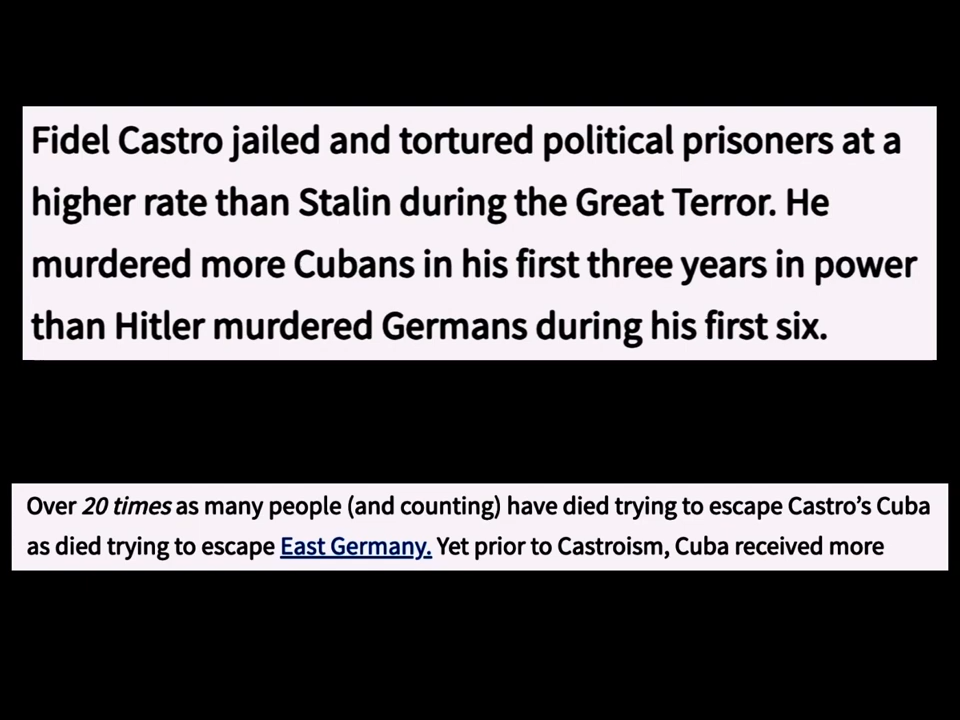 Fidel Castro jailed and tortured political prisoners at a
higher rate than Stalin during the Great Terror. He
murdered more Cubans in his first three years in power
than Hitler murdered Germans during his first six.
Over 20 times as many people (and counting) have died trying to escape Castro’s Cuba
as died trying to escape East Germany. Yet prior to Castroism, Cuba received more